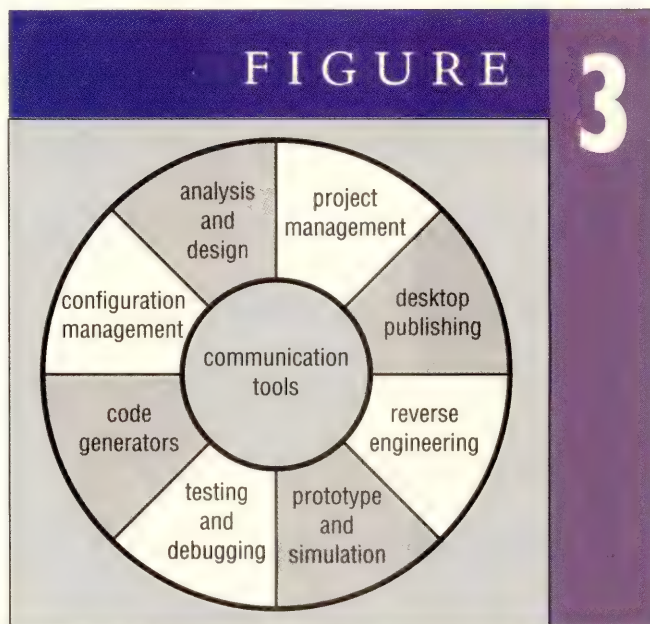 FIGURE
3
analysis
and
design
project
management
desktop
publishing
reverse
engineering
prototype
and
simulation
testing
and
debugging
code
generators
configuration
management
communication
tools